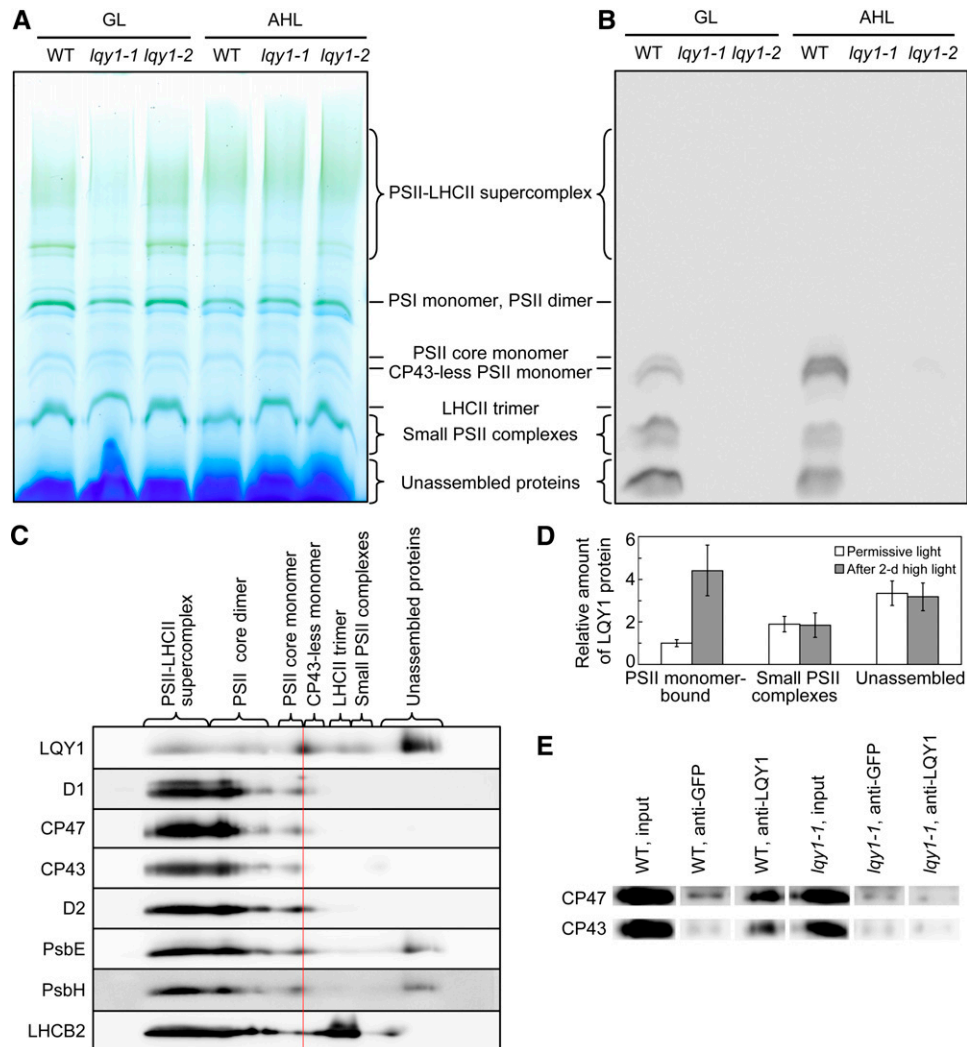 A
GL AHL
WT lqy1-1 lqy1-2 WT lqy1-1 lqy1-2
B
GL AHL
WT lqy1-1 lqy1-2 WT lqy1-1 lqy1-2
PSII-LHCII supercomplex
PSI monomer, PSII dimer
PSII core monomer
CP43-less PSII monomer
LHCII trimer
Small PSII complexes
Unassembled proteins
C
PSII-LHCII
supercomplex
PSII core dimer
PSII core monomer
CP43-less monomer
LHCII trimer
Small PSII complexes
Unassembled proteins
LQY1
D1
CP47
CP43
D2
PsbE
PsbH
LHCB2
D
Relative amount
of LQY1 protein
6
4
2
0
Permissive light
After 2-d high light
PSII monomer-
bound
Small PSII
complexes
Unassembled
E
WT, input
WT, anti-GFP
WT, anti-LQY1
lqy1-1, input
lqy1-1, anti-GFP
lqy1-1, anti-LQY1
CP47
CP43